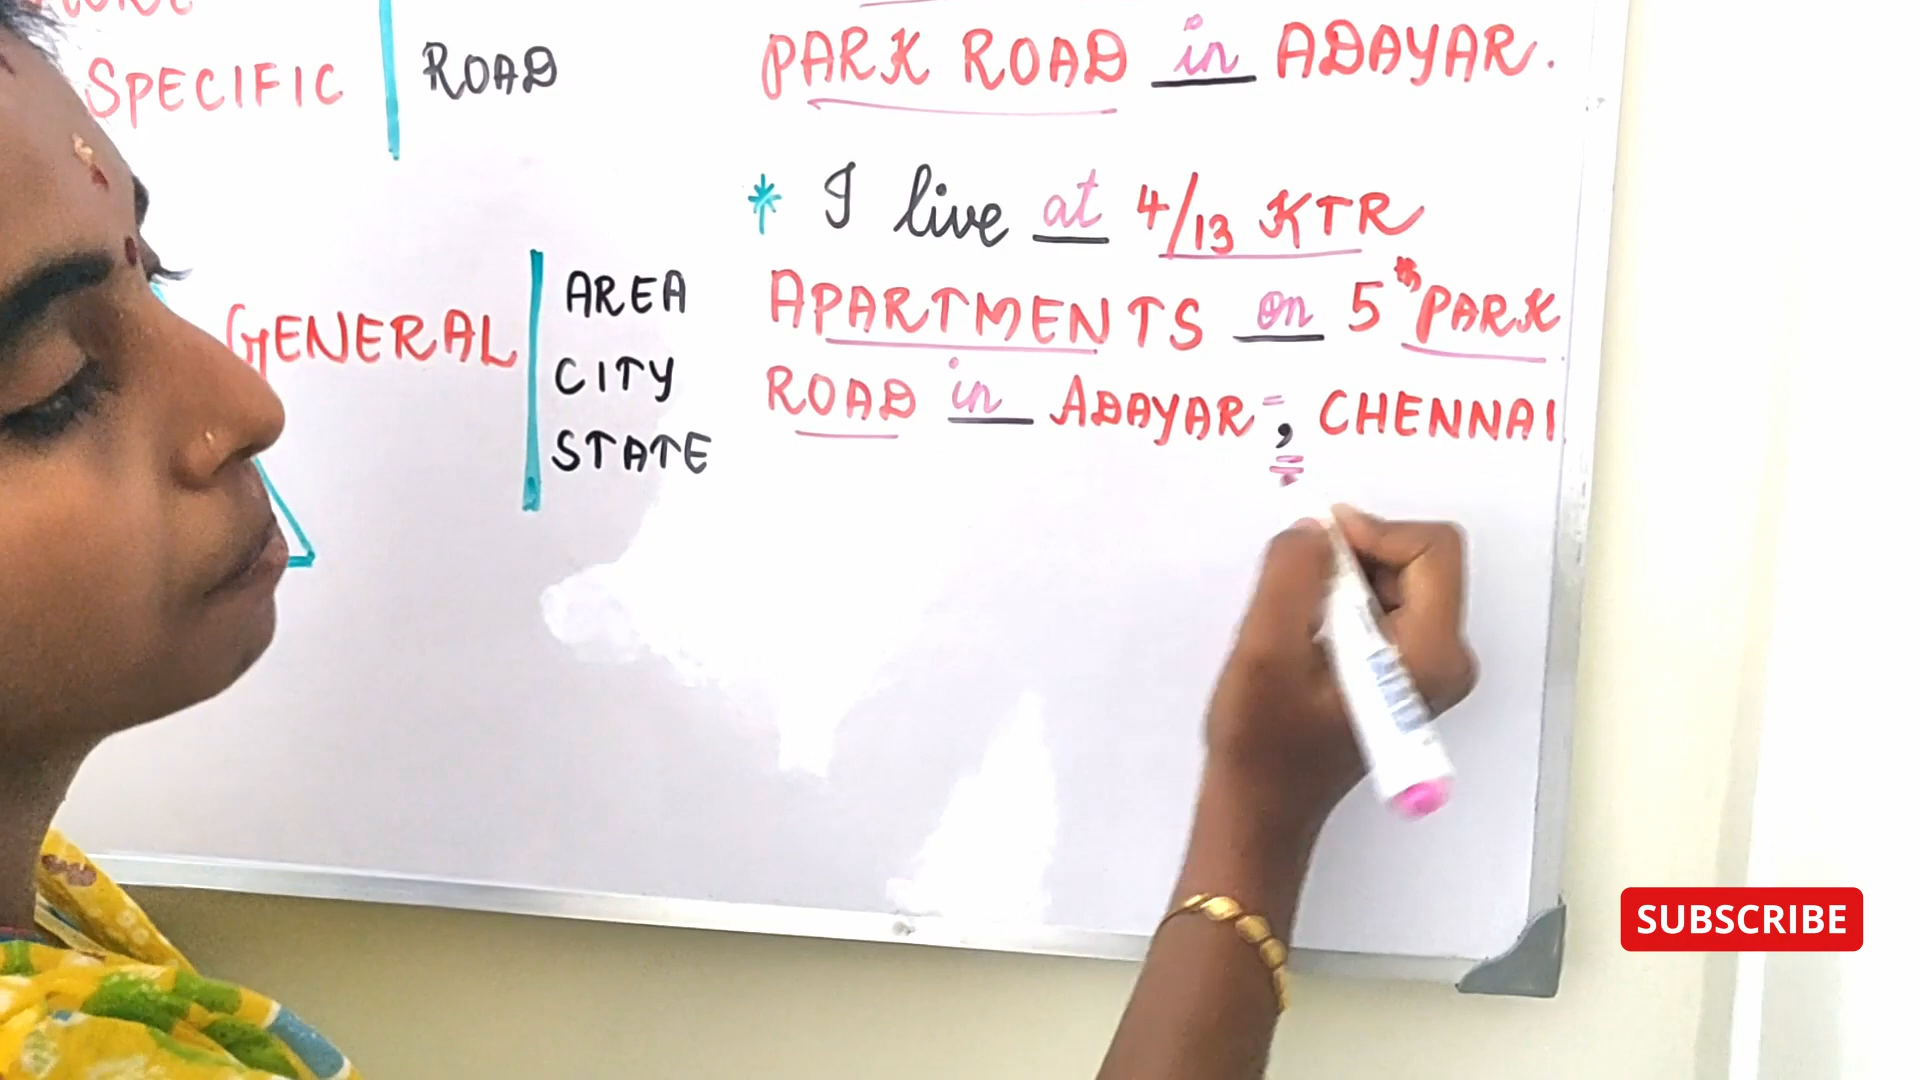 SPECIFIC
ROAD
GENERAL
AREA
CITY
STATE
PARK ROAD in ADAYAR.
* I live at 4/13 KTR
APARTMENTS on 5th PARK
ROAD in ADAYAR, CHENNAI
SUBSCRIBE